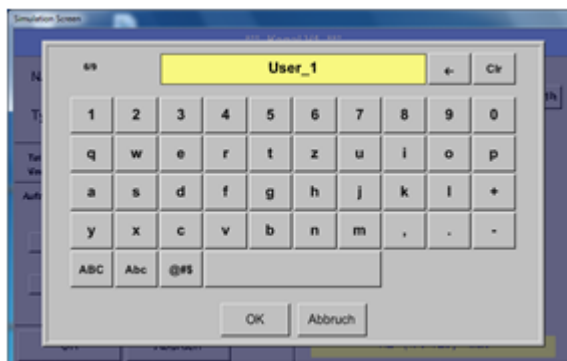 Simulation Screen
6/9 User_1 ← Clr
1 2 3 4 5 6 7 8 9 0
q w e r t z u i o p
a s d f g h j k l +
y x c v b n m , . -
ABC Abc @#$
OK Abbruch